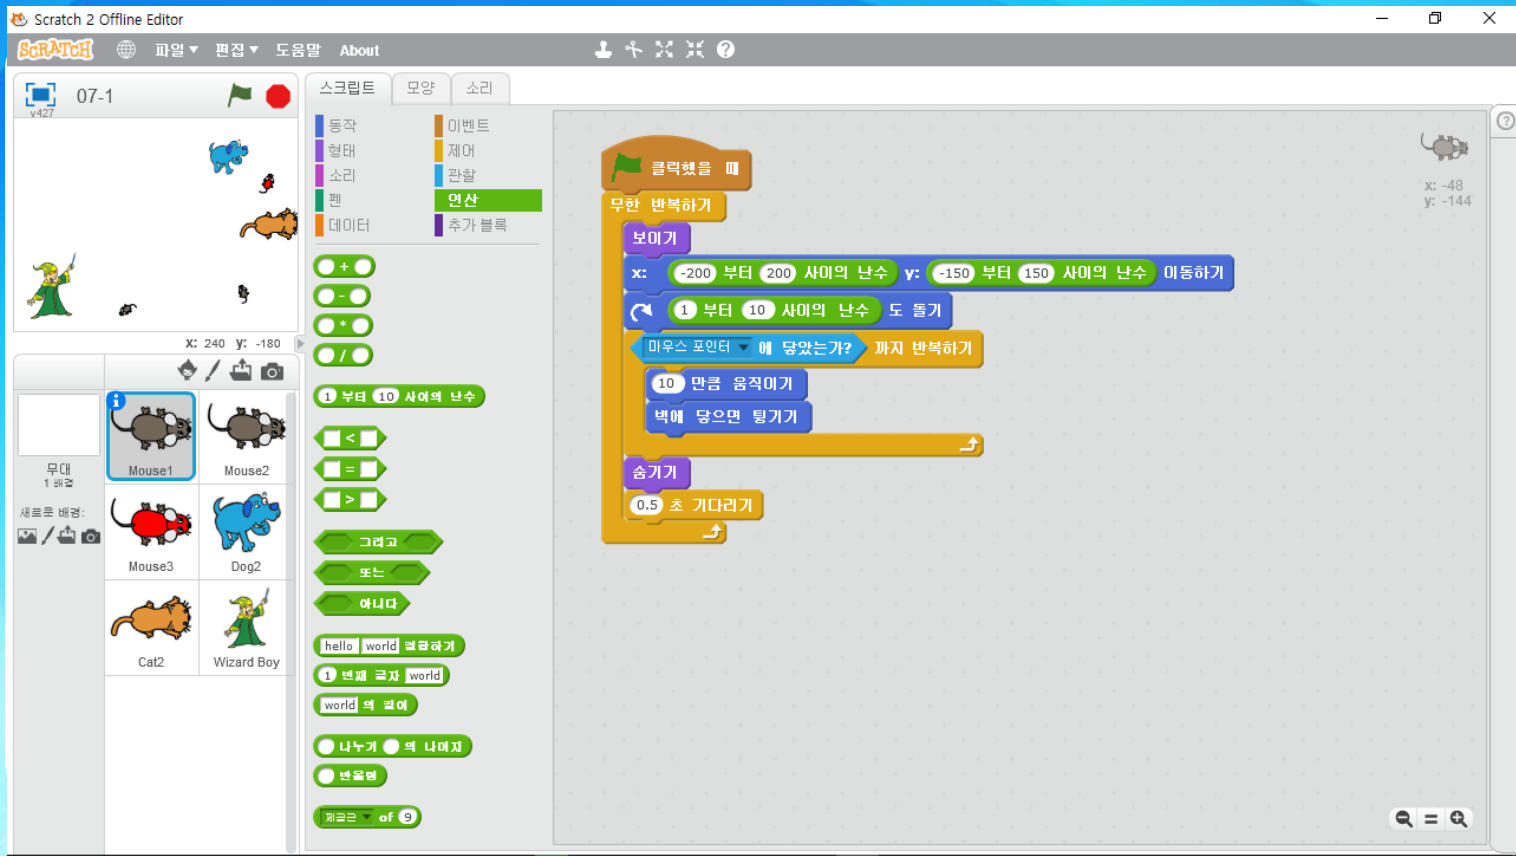 Scratch 2 Offline Editor
SCRATCH 파일 편집 도움말 About
07-1
v427
x: 240 y: -180
스크립트 모양 소리
동작 이벤트
형태 제어
소리 관찰
펜 연산
데이터 추가 블록
+
-
*
/
1 부터 10 사이의 난수
<
=
>
그리고
또는
아니다
hello world 결합하기
1 번째 글자 world
world 의 길이
나누기 의 나머지
반올림
제곱근 of 9
클릭했을 때
무한 반복하기
보이기
x: -200 부터 200 사이의 난수 y: -150 부터 150 사이의 난수 이동하기
1 부터 10 사이의 난수 도 돌기
마우스 포인터 에 닿았는가? 까지 반복하기
10 만큼 움직이기
벽에 닿으면 튕기기
숨기기
0.5 초 기다리기
x: -48
y: -144
무대
1 배경
새로운 배경:
Mouse1 Mouse2
Mouse3 Dog2
Cat2 Wizard Boy